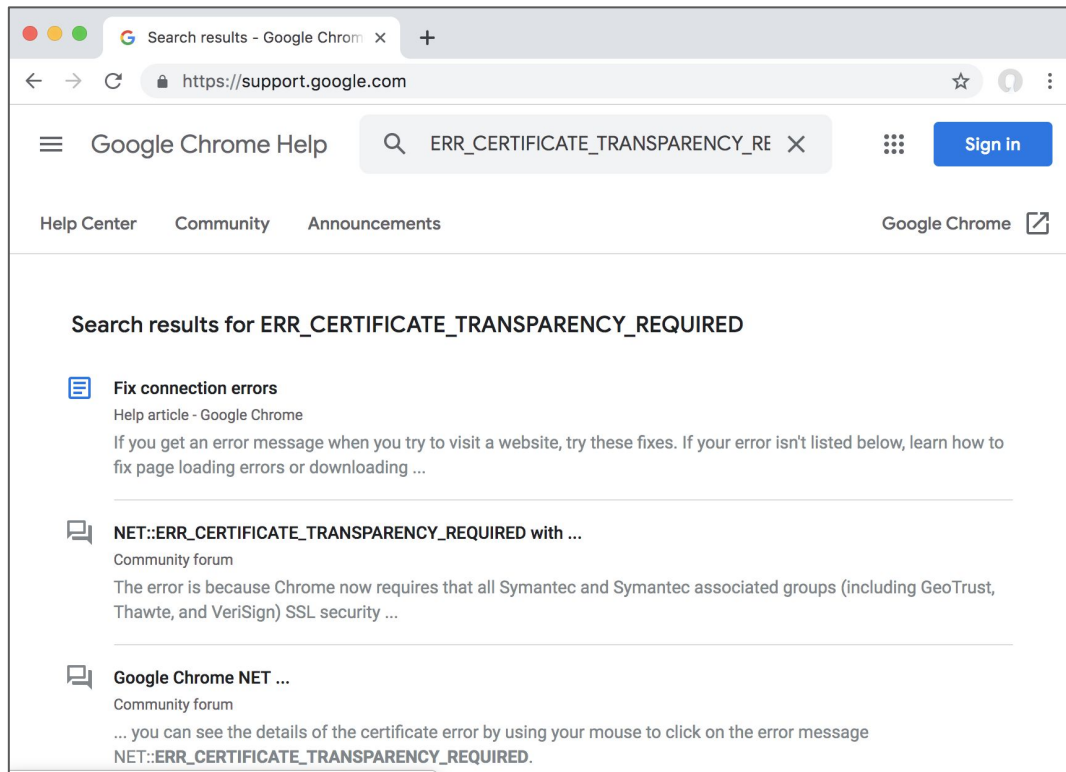 Search results - Google Chrom
https://support.google.com
Google Chrome Help
ERR_CERTIFICATE_TRANSPARENCY_RE
Sign in
Help Center
Community
Announcements
Google Chrome
Search results for ERR_CERTIFICATE_TRANSPARENCY_REQUIRED
Fix connection errors
Help article - Google Chrome
If you get an error message when you try to visit a website, try these fixes. If your error isn't listed below, learn how to
fix page loading errors or downloading ...
NET::ERR_CERTIFICATE_TRANSPARENCY_REQUIRED with ...
Community forum
The error is because Chrome now requires that all Symantec and Symantec associated groups (including GeoTrust,
Thawte, and VeriSign) SSL security ...
Google Chrome NET ...
Community forum
... you can see the details of the certificate error by using your mouse to click on the error message
NET::ERR_CERTIFICATE_TRANSPARENCY_REQUIRED.